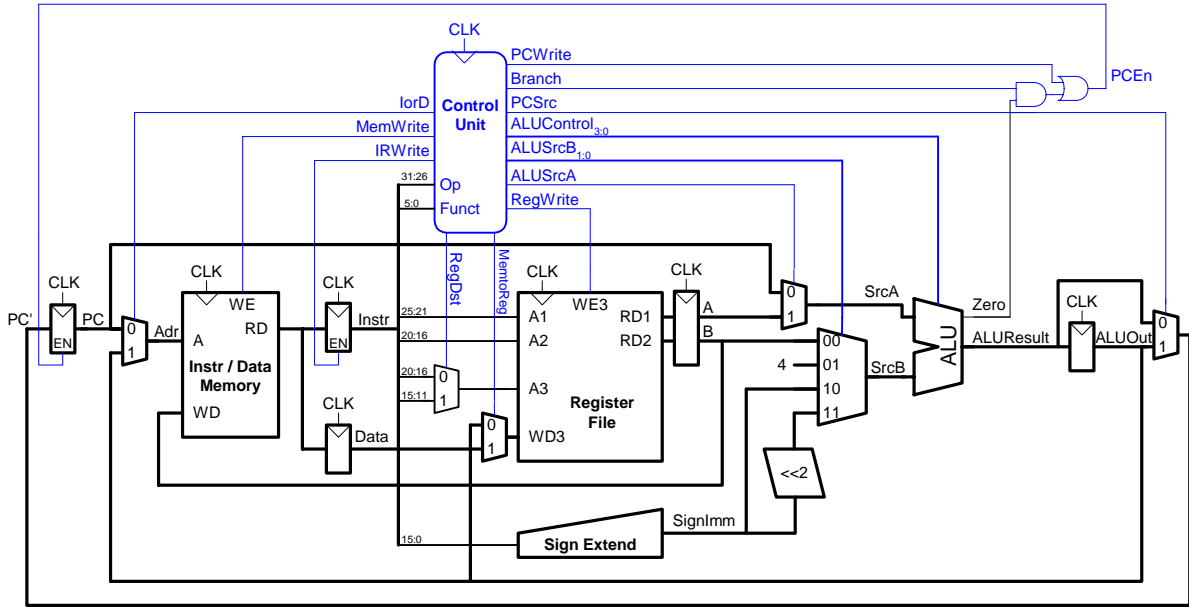 CLK
PCWrite
Branch
PCEn
IorD
Control
Unit
PCSrc
MemWrite
ALUControl3:0
IRWrite
ALUSrcB1:0
31:26
Op
ALUSrcA
5:0
Funct
RegWrite
RegDst
MemtoReg
CLK
CLK
CLK
CLK
CLK
PC'
PC
EN
0
1
Adr
WE
A
RD
Instr / Data
Memory
WD
EN
Instr
25:21
20:16
20:16
15:11
0
1
CLK
Data
0
1
A1
A2
A3
WD3
WE3
RD1
RD2
Register
File
A
B
0
1
SrcA
4
00
01
10
11
SrcB
<<2
ALU
Zero
ALUResult
CLK
ALUOut
0
1
SignImm
15:0
Sign Extend